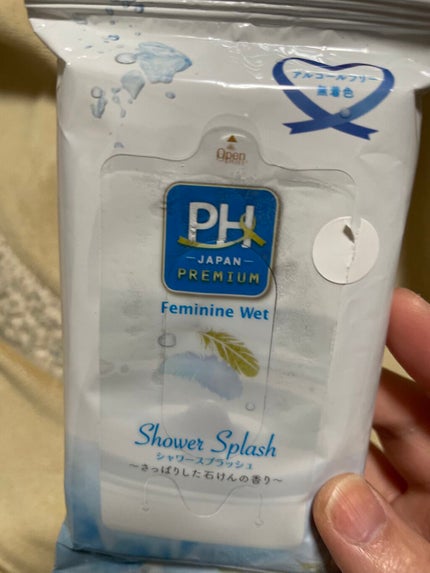 アルコールフリー
無着色
Open
PH
JAPAN
PREMIUM
Feminine Wet
Shower Splash
シャワースプラッシュ
～さっぱりした石けんの香り～